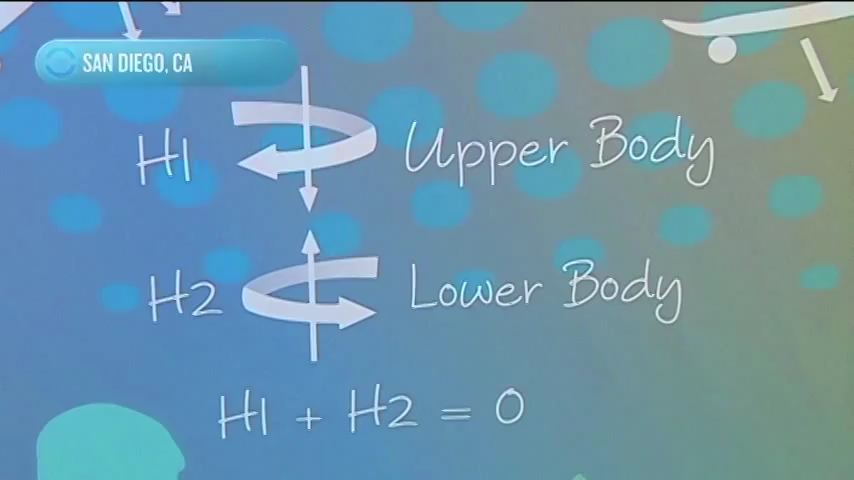 SAN DIEGO, CA
H1 Upper Body
H2 Lower Body
H1 + H2 = 0